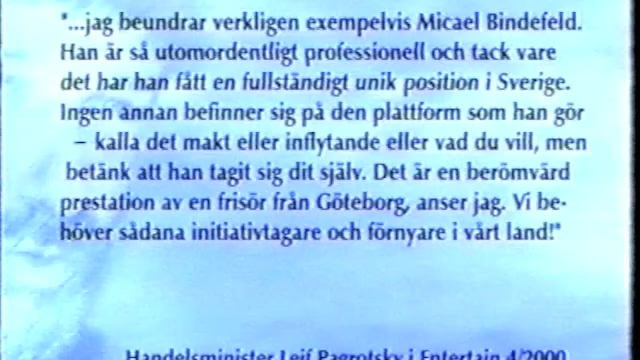 "...jag beundrar verkligen exempelvis Micael Bindefeld.
Han är så utomordentligt professionell och tack vare
det har han fått en fullständigt unik position i Sverige.
Ingen annan befinner sig på den plattform som han gör
– kalla det makt eller inflytande eller vad du vill, men
betänk att han tagit sig dit själv. Det är en berömvärd
prestation av en frisör från Göteborg, anser jag. Vi be-
höver sådana initiativtagare och förnyare i vårt land!"
Handelsminister Leif Pagrotsky i Entertain 4/2000